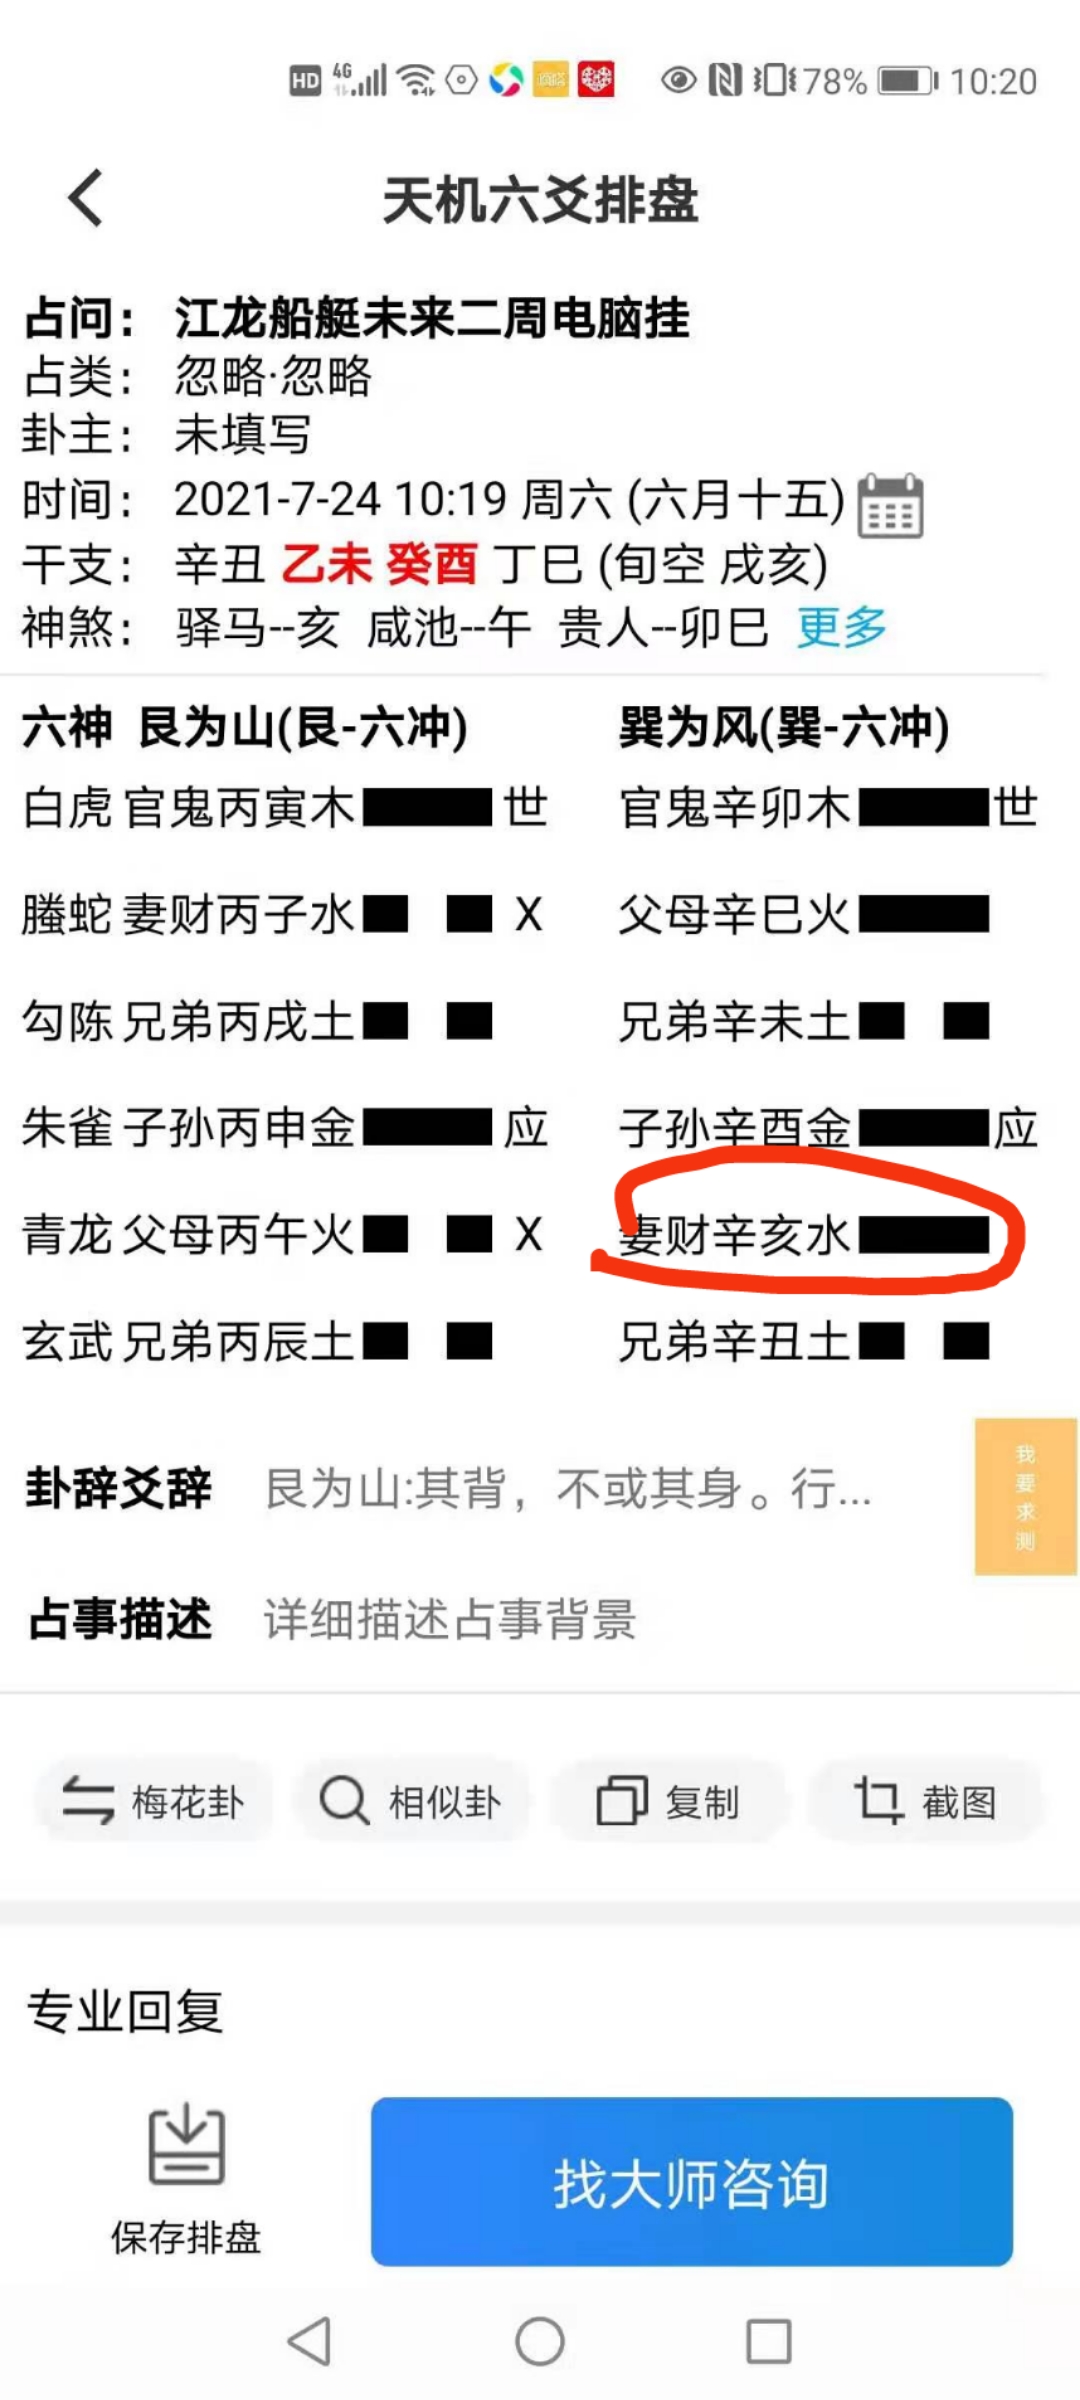 HD 4G 78% 10:20
天机六爻排盘
占问： 江龙船艇未来二周电脑挂
占类： 忽略·忽略
卦主： 未填写
时间： 2021-7-24 10:19 周六 (六月十五)
干支： 辛丑 乙未 癸酉 丁巳 (旬空 戌亥)
神煞： 驿马--亥 咸池--午 贵人--卯巳 更多
六神 艮为山(艮-六冲) 巽为风(巽-六冲)
白虎 官鬼丙寅木 世 官鬼辛卯木 世
螣蛇 妻财丙子水 X 父母辛巳火
勾陈 兄弟丙戌土 兄弟辛未土
朱雀 子孙丙申金 应 子孙辛酉金 应
青龙 父母丙午火 X 妻财辛亥水
玄武 兄弟丙辰土 兄弟辛丑土
卦辞爻辞 艮为山:其背，不或其身。行...
我要求测
占事描述 详细描述占事背景
梅花卦 相似卦 复制 截图
专业回复
找大师咨询
保存排盘